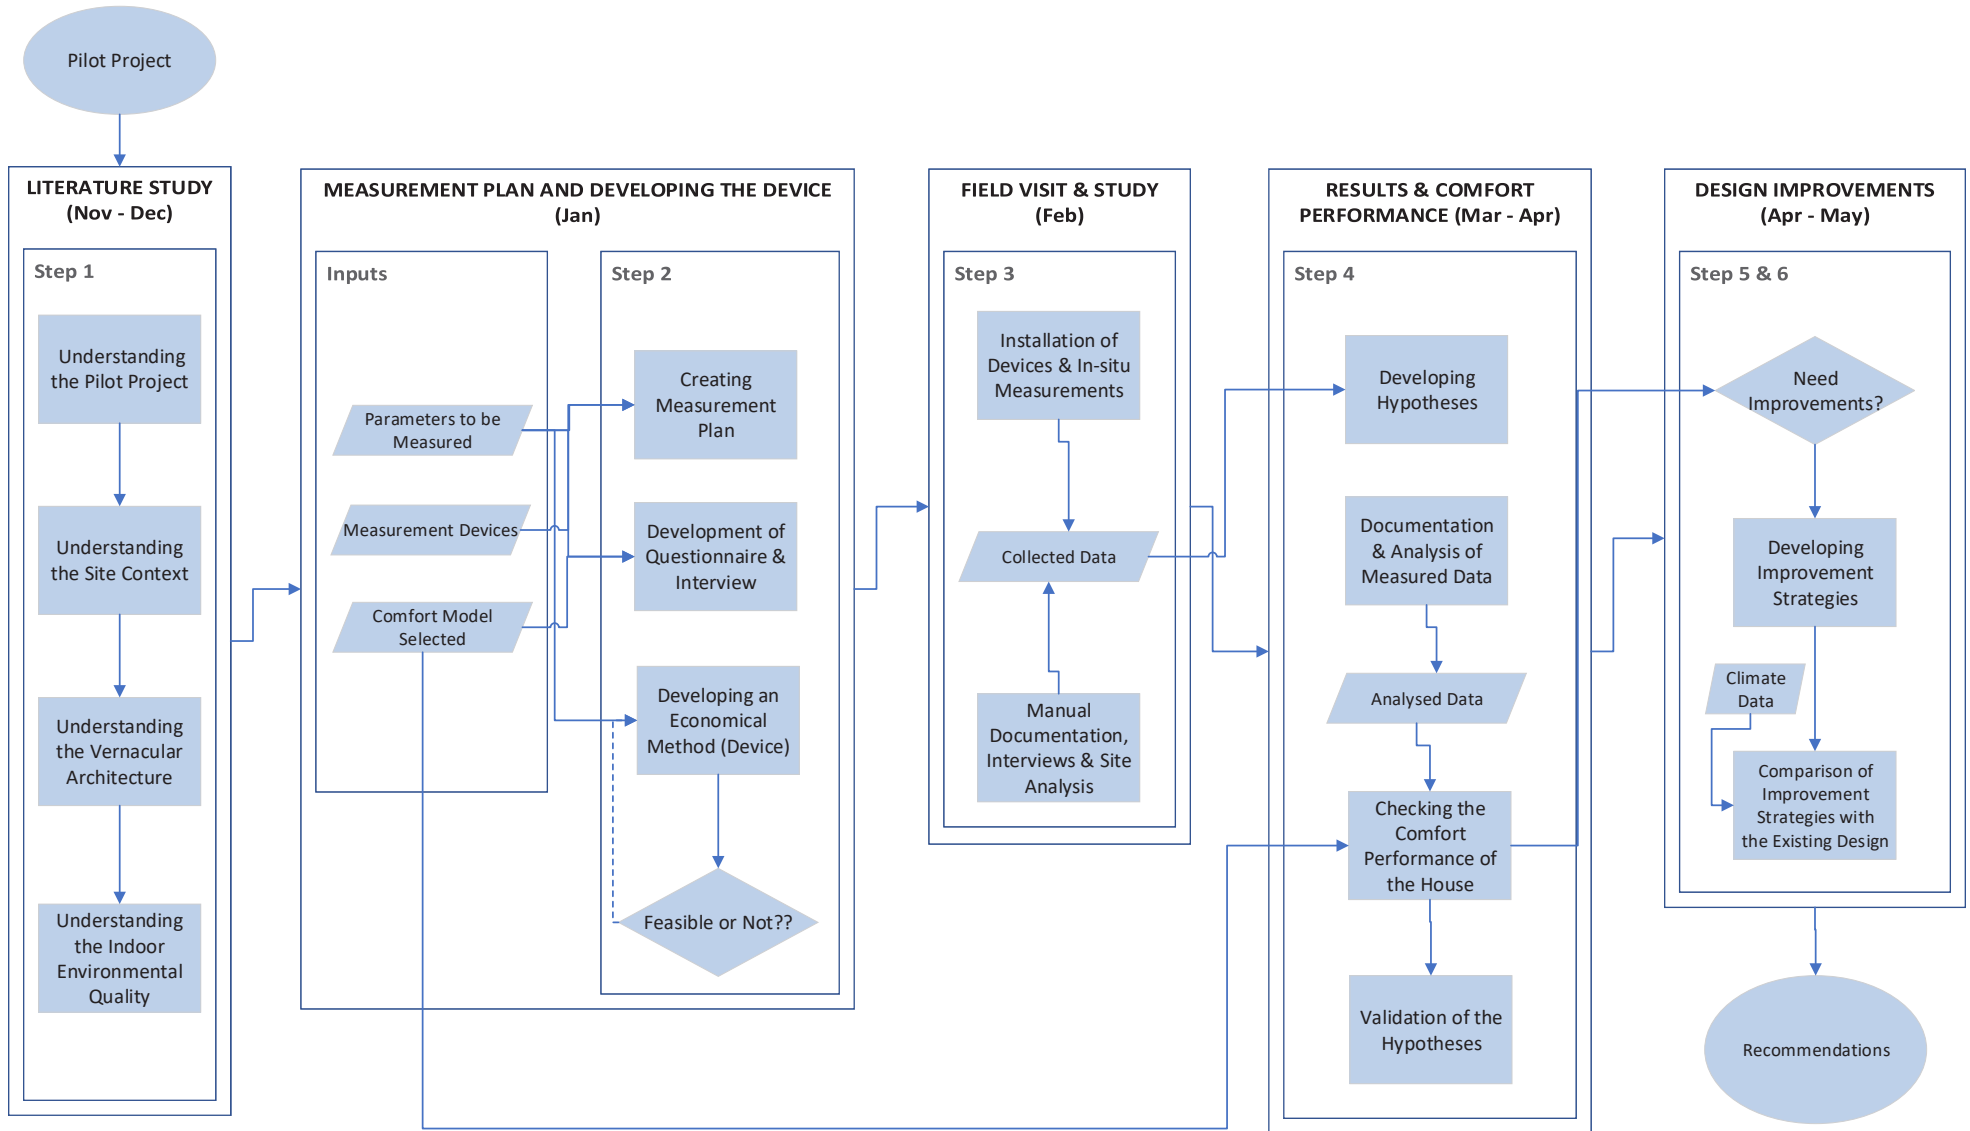 Pilot Project
LITERATURE STUDY
(Nov - Dec)
Step 1
Understanding
the Pilot Project
Understanding
the Site Context
Understanding
the Vernacular
Architecture
Understanding
the Indoor
Environmental
Quality
MEASUREMENT PLAN AND DEVELOPING THE DEVICE
(Jan)
Inputs
Parameters to be
Measured
Measurement Devices
Comfort Model
Selected
Step 2
Creating
Measurement
Plan
Development of
Questionnaire &
Interview
Developing an
Economical
Method (Device)
Feasible or Not??
FIELD VISIT & STUDY
(Feb)
Step 3
Installation of
Devices & In-situ
Measurements
Collected Data
Manual
Documentation,
Interviews & Site
Analysis
RESULTS & COMFORT
PERFORMANCE (Mar - Apr)
Step 4
Developing
Hypotheses
Documentation
& Analysis of
Measured Data
Analysed Data
Checking the
Comfort
Performance of
the House
Validation of the
Hypotheses
DESIGN IMPROVEMENTS
(Apr - May)
Step 5 & 6
Need
Improvements?
Developing
Improvement
Strategies
Climate
Data
Comparison of
Improvement
Strategies with
the Existing Design
Recommendations